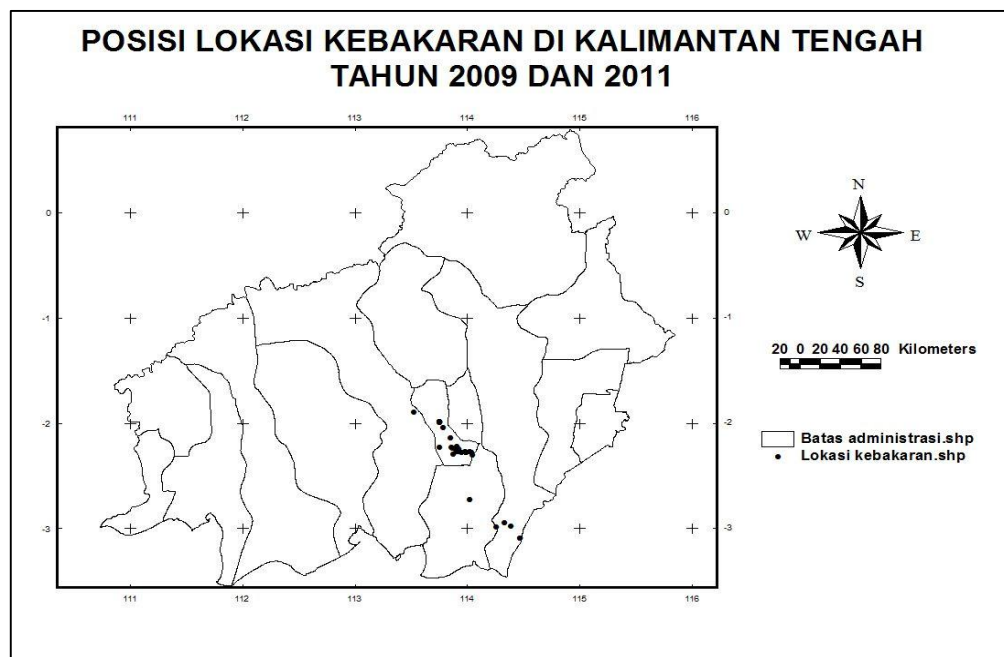 POSISI LOKASI KEBAKARAN DI KALIMANTAN TENGAH
TAHUN 2009 DAN 2011
111 112 113 114 115 116
0 0
-1 -1
-2 -2
-3 -3
111 112 113 114 115 116
N
W E
S
20 0 20 40 60 80 Kilometers
Batas administrasi.shp
Lokasi kebakaran.shp